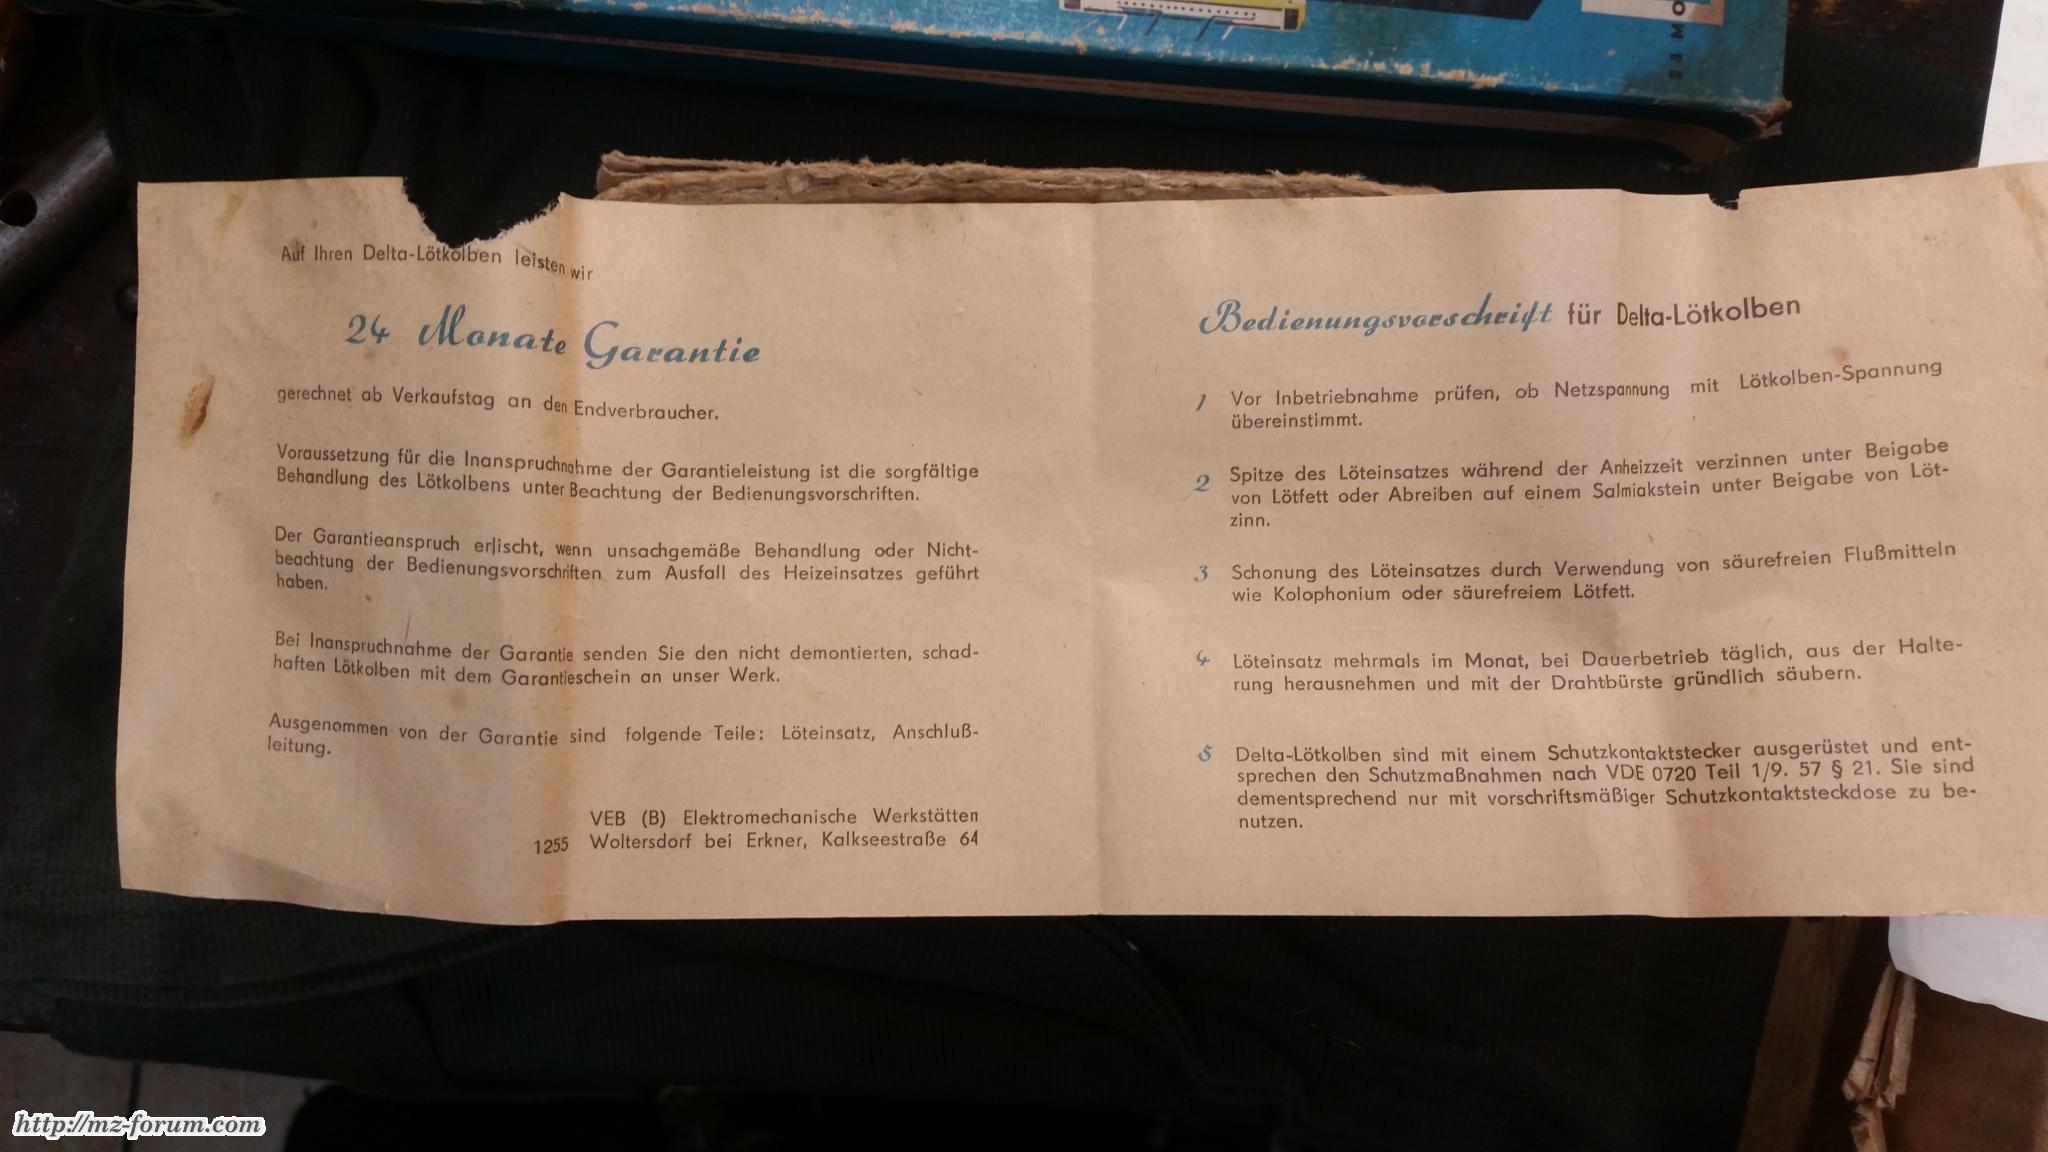 24 MO
Auf Ihren Delta-Lötkolben leisten wir
24 Monate Garantie
gerechnet ab Verkaufstag an den Endverbraucher.
Voraussetzung für die Inanspruchnahme der Garantieleistung ist die sorgfältige
Behandlung des Lötkolbens unter Beachtung der Bedienungsvorschriften.
Der Garantieanspruch erlischt, wenn unsachgemäße Behandlung oder Nicht-
beachtung der Bedienungsvorschriften zum Ausfall des Heizeinsatzes geführt
haben.
Bei Inanspruchnahme der Garantie senden Sie den nicht demontierten, schad-
haften Lötkolben mit dem Garantieschein an unser Werk.
Ausgenommen von der Garantie sind folgende Teile: Löteinsatz, Anschluß-
leitung.
VEB (B) Elektromechanische Werkstätten
1255 Woltersdorf bei Erkner, Kalkseestraße 64
Bedienungsvorschrift für Delta-Lötkolben
1 Vor Inbetriebnahme prüfen, ob Netzspannung mit Lötkolben-Spannung
übereinstimmt.
2 Spitze des Löteinsatzes während der Anheizzeit verzinnen unter Beigabe
von Lötfett oder Abreiben auf einem Salmiakstein unter Beigabe von Löt-
zinn.
3 Schonung des Löteinsatzes durch Verwendung von säurefreien Flußmitteln
wie Kolophonium oder säurefreiem Lötfett.
4 Löteinsatz mehrmals im Monat, bei Dauerbetrieb täglich, aus der Halte-
rung herausnehmen und mit der Drahtbürste gründlich säubern.
5 Delta-Lötkolben sind mit einem Schutzkontaktstecker ausgerüstet und ent-
sprechen den Schutzmaßnahmen nach VDE 0720 Teil 1/9. 57 § 21. Sie sind
dementsprechend nur mit vorschriftsmäßiger Schutzkontaktsteckdose zu be-
nutzen.
http://mz-forum.com